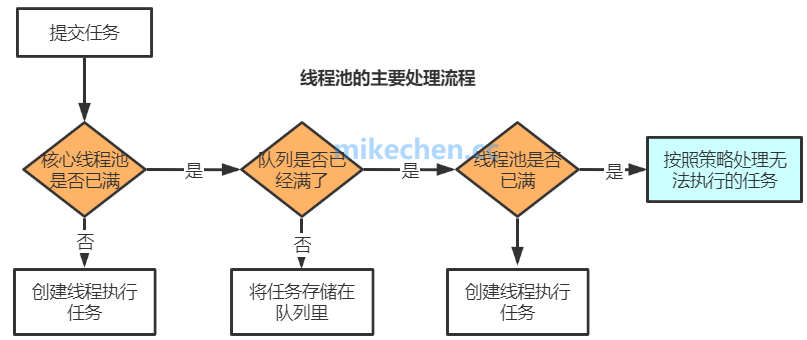 提交任务
线程池的主要处理流程
mikechen.cc
核心线程池
是否已满
是
队列是否已
经满了
是
线程池是否
已满
是
按照策略处理无
法执行的任务
否
否
创建线程执行
任务
将任务存储在
队列里
创建线程执行
任务